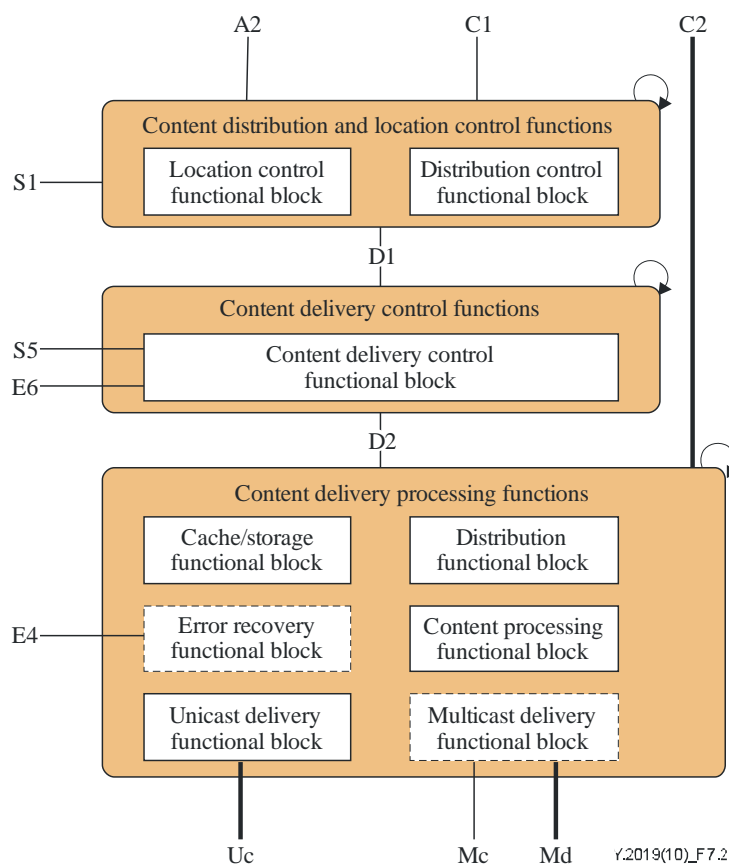 A2 C1 C2
Content distribution and location control functions
Location control
functional block
Distribution control
functional block
S1
D1
Content delivery control functions
Content delivery control
functional block
S5
E6
D2
Content delivery processing functions
Cache/storage
functional block
Distribution
functional block
Error recovery
functional block
Content processing
functional block
E4
Unicast delivery
functional block
Multicast delivery
functional block
Uc Mc Md Y.2019(10)_F7.2